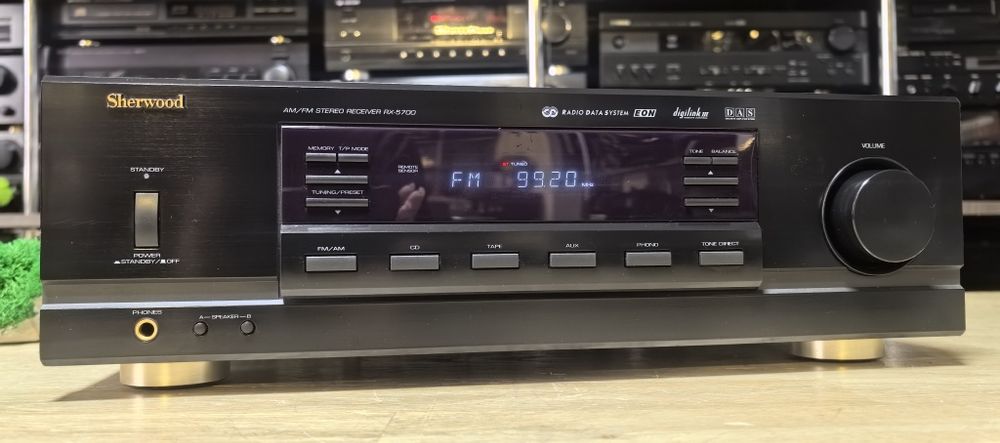 Sherwood
AM/FM STEREO RECEIVER RX-5700
RADIO DATA SYSTEM EON digilink III DAS
MEMORY T/P MODE
TUNING/PRESET
REMOTE
SENSOR
ST TUNED
FM 99.20 MHz
TONE BALANCE
VOLUME
STANDBY
POWER
STANDBY/OFF
FM/AM
CD
TAPE
AUX
PHONO
TONE DIRECT
PHONES
A—SPEAKER—B